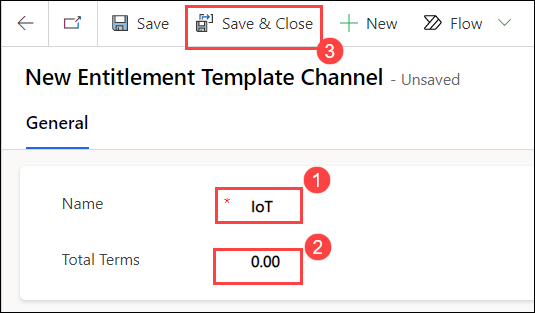 Save Save & Close New Flow
3
New Entitlement Template Channel - Unsaved
General
1
Name * IoT
2
Total Terms 0.00